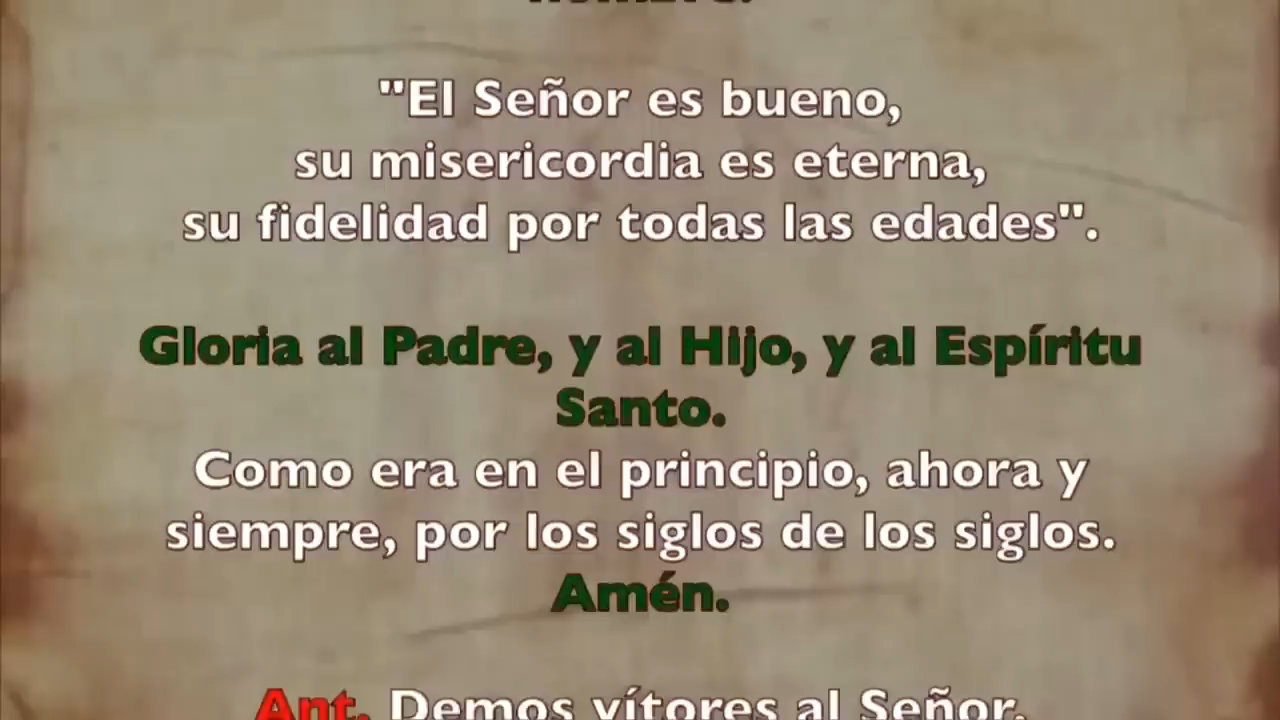 "El Señor es bueno,
su misericordia es eterna,
su fidelidad por todas las edades".
Gloria al Padre, y al Hijo, y al Espíritu
Santo.
Como era en el principio, ahora y
siempre, por los siglos de los siglos.
Amén.
Ant. Demos vítores al Señor.